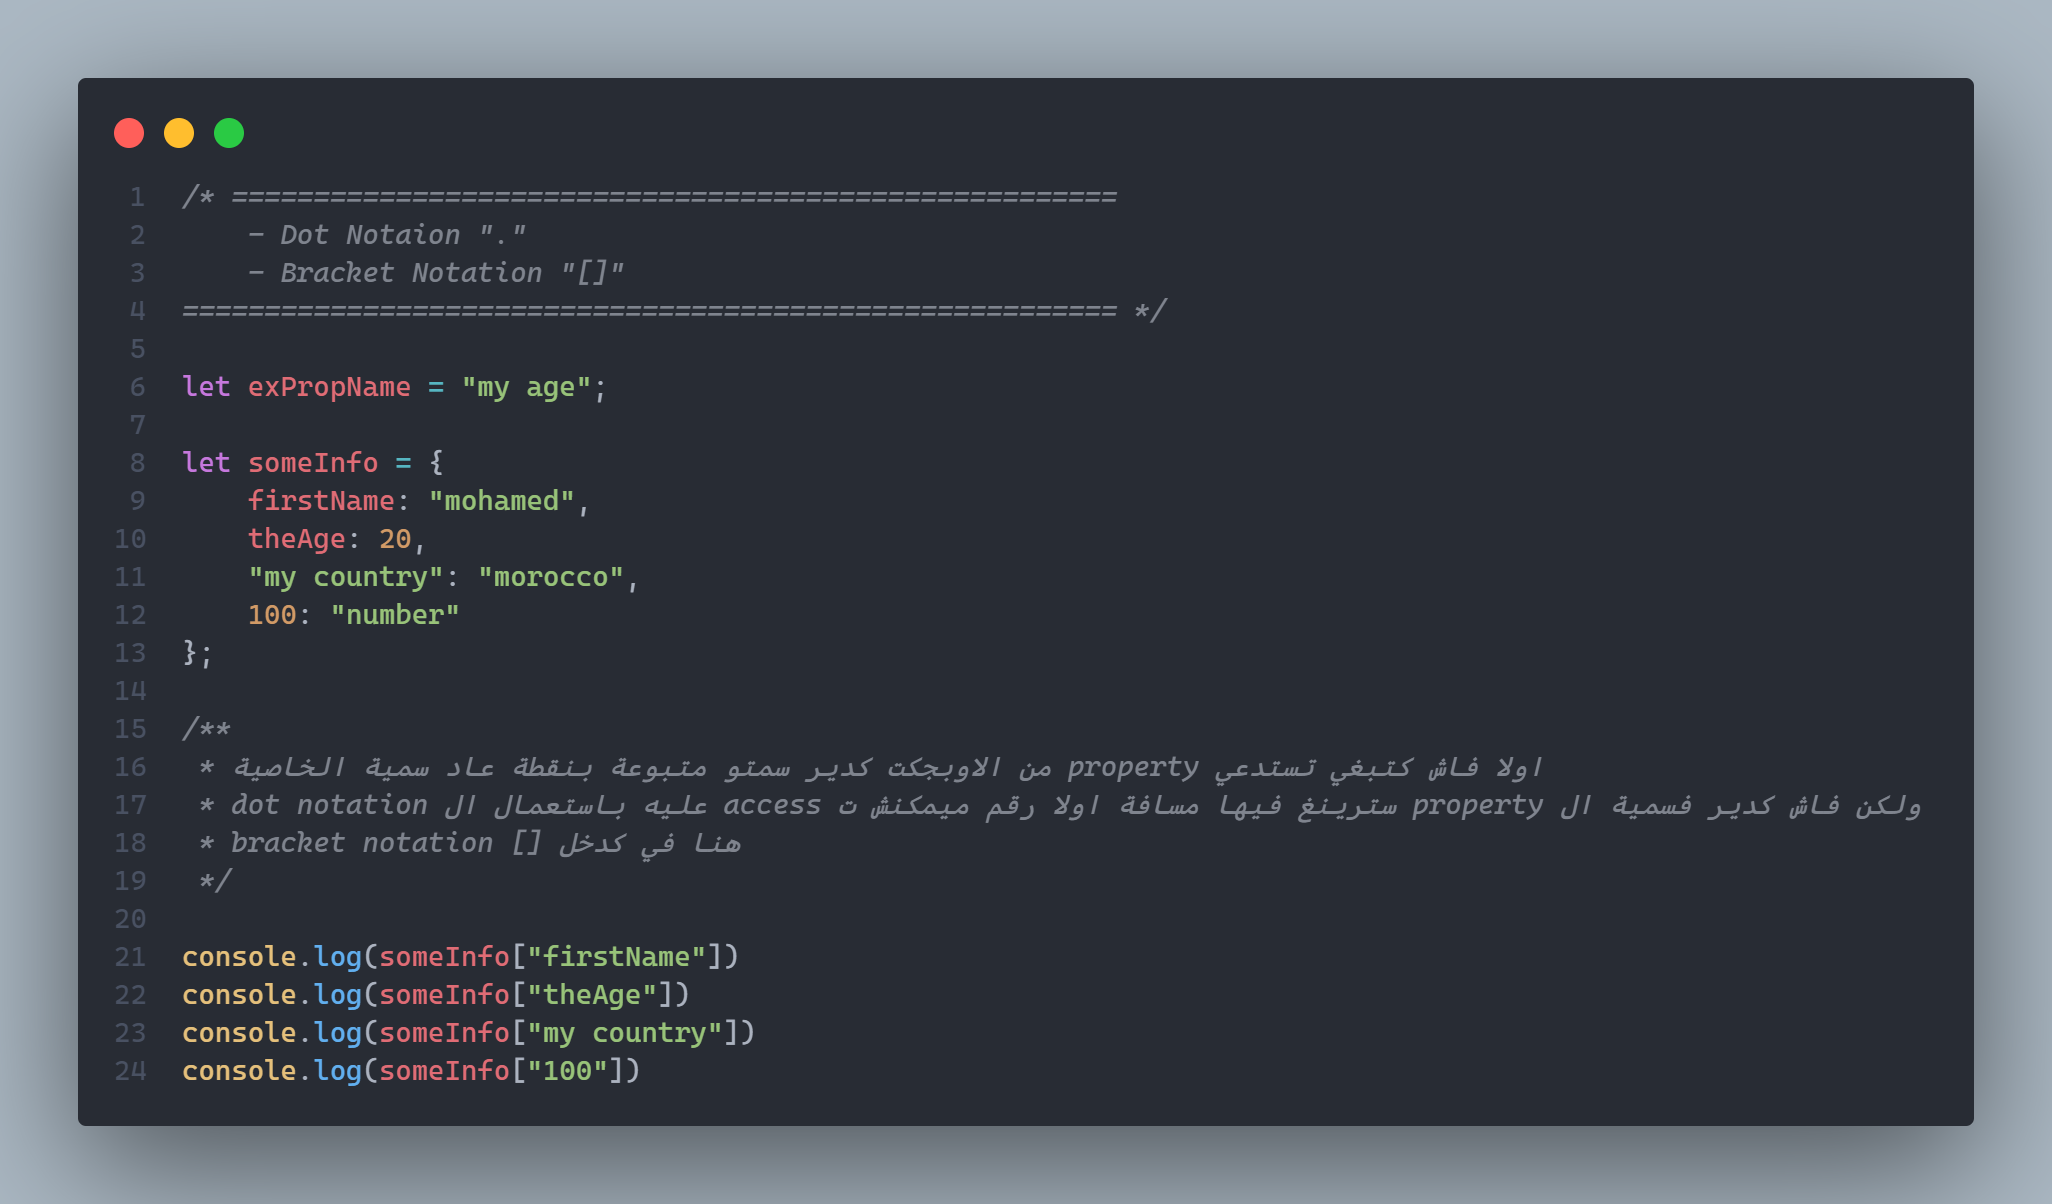 1 /* ======================================================
2 - Dot Notaion "."
3 - Bracket Notation "[]"
4 ========================================================= */
5
6 let exPropName = "my age";
7
8 let someInfo = {
9 firstName: "mohamed",
10 theAge: 20,
11 "my country": "morocco",
12 100: "number"
13 };
14
15 /**
16 * اولا فاش كتبغي تستدعي property من الاوبجكت كدير سمتو متبوعة بنقطة عاد سمية الخاصية
17 * ولكن فاش كدير فسمية ال property سترينغ فيها مسافة اولا رقم ميمكنش ت access عليه باستعمال ال dot notation
18 * هنا في كدخل [] bracket notation
19 */
20
21 console.log(someInfo["firstName"])
22 console.log(someInfo["theAge"])
23 console.log(someInfo["my country"])
24 console.log(someInfo["100"])